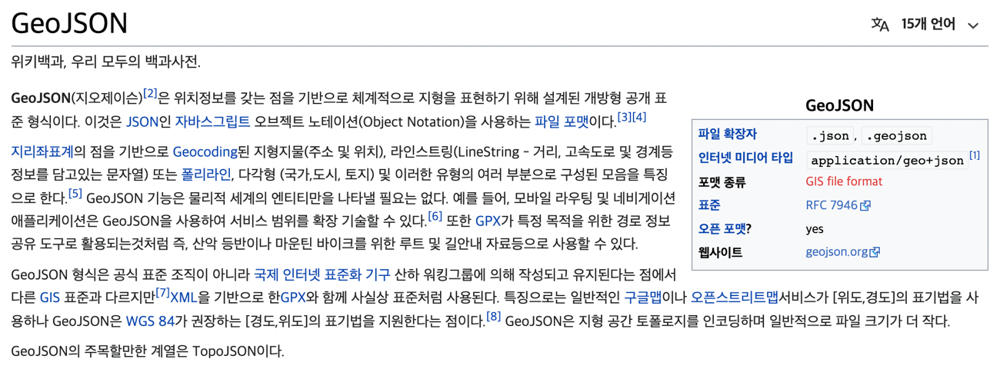 GeoJSON
15개 언어
위키백과, 우리 모두의 백과사전.
GeoJSON(지오제이슨)[2]은 위치정보를 갖는 점을 기반으로 체계적으로 지형을 표현하기 위해 설계된 개방형 공개 표
준 형식이다. 이것은 JSON인 자바스크립트 오브젝트 노테이션(Object Notation)을 사용하는 파일 포맷이다.[3][4]
지리좌표계의 점을 기반으로 Geocoding된 지형지물(주소 및 위치), 라인스트링(LineString - 거리, 고속도로 및 경계등
정보를 담고있는 문자열) 또는 폴리라인, 다각형 (국가,도시, 토지) 및 이러한 유형의 여러 부분으로 구성된 모음을 특징
으로 한다.[5] GeoJSON 기능은 물리적 세계의 엔티티만을 나타낼 필요는 없다. 예를 들어, 모바일 라우팅 및 네비게이션
애플리케이션은 GeoJSON을 사용하여 서비스 범위를 확장 기술할 수 있다.[6] 또한 GPX가 특정 목적을 위한 경로 정보
공유 도구로 활용되는것처럼 즉, 산악 등반이나 마운틴 바이크를 위한 루트 및 길안내 자료등으로 사용할 수 있다.
GeoJSON 형식은 공식 표준 조직이 아니라 국제 인터넷 표준화 기구 산하 워킹그룹에 의해 작성되고 유지된다는 점에서
다른 GIS 표준과 다르지만[7]XML을 기반으로 한GPX와 함께 사실상 표준처럼 사용된다. 특징으로는 일반적인 구글맵이나 오픈스트리트맵서비스가 [위도,경도]의 표기법을 사
용하나 GeoJSON은 WGS 84가 권장하는 [경도,위도]의 표기법을 지원한다는 점이다.[8] GeoJSON은 지형 공간 토폴로지를 인코딩하며 일반적으로 파일 크기가 더 작다.
GeoJSON의 주목할만한 계열은 TopoJSON이다.
GeoJSON
파일 확장자 .json, .geojson
인터넷 미디어 타입 application/geo+json[1]
포맷 종류 GIS file format
표준 RFC 7946
오픈 포맷? yes
웹사이트 geojson.org